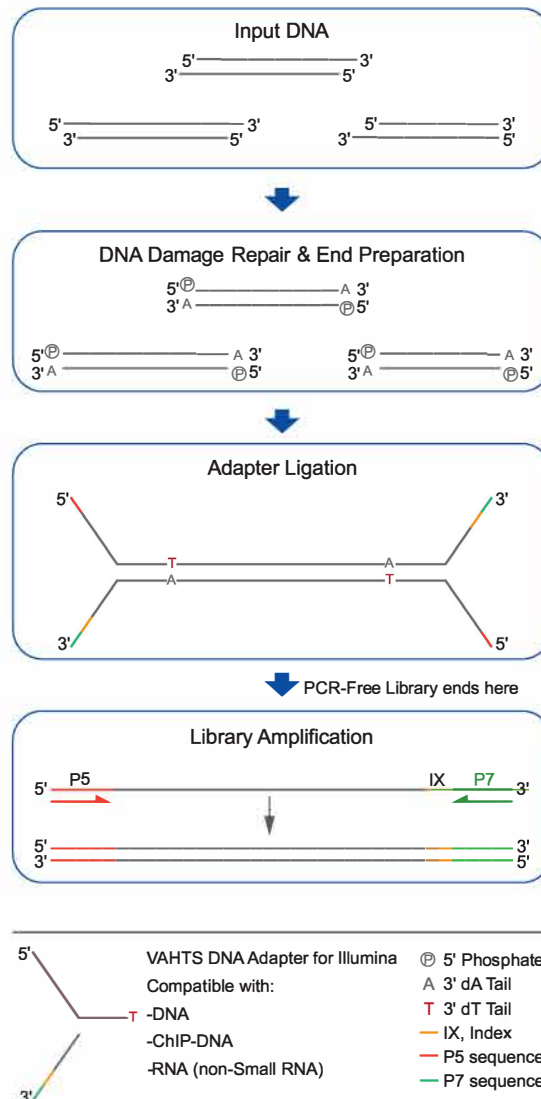 Input DNA
5' 3'
3' 5'
5' 3' 5' 3'
3' 5' 3' 5'
DNA Damage Repair & End Preparation
5' P A 3'
3' A P 5'
5' P A 3' 5' P A 3'
3' A P 5' 3' A P 5'
Adapter Ligation
5' 3'
T A
A T
3' 5'
PCR-Free Library ends here
Library Amplification
P5 IX P7
5' 3'
5' 3'
3' 5'
5' VAHTS DNA Adapter for Illumina
Compatible with:
T -DNA
-ChIP-DNA
-RNA (non-Small RNA)
3'
P 5' Phosphate
A 3' dA Tail
T 3' dT Tail
IX, Index
P5 sequence
P7 sequence